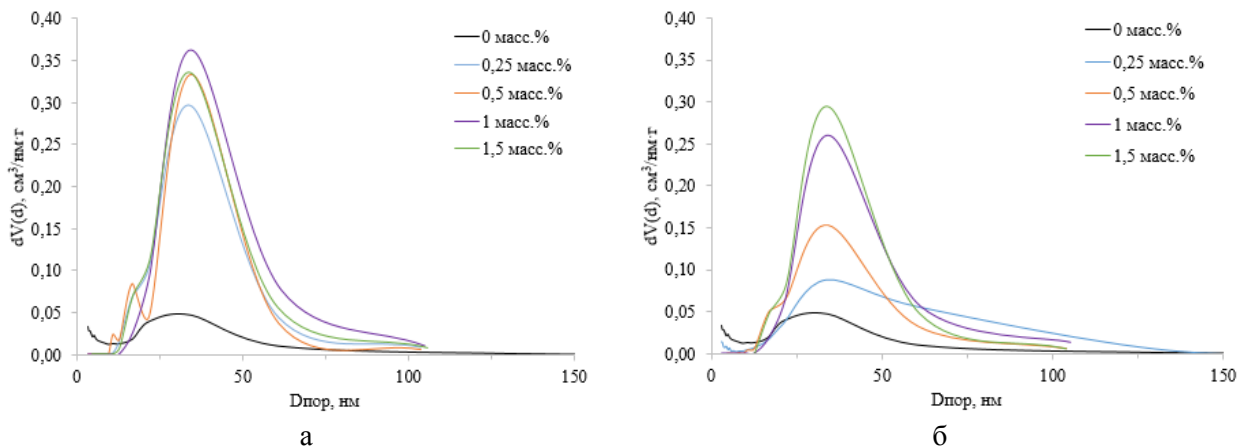 0,40
0,35
0,30
0,25
0,20
0,15
0,10
0,05
0,00
dV(d), см³/нм·г
0 50 100 150
Dпор, нм
0 масс.%
0,25 масс.%
0,5 масс.%
1 масс.%
1,5 масс.%
а
0,40
0,35
0,30
0,25
0,20
0,15
0,10
0,05
0,00
dV(d), см³/нм·г
0 50 100 150
Dпор, нм
0 масс.%
0,25 масс.%
0,5 масс.%
1 масс.%
1,5 масс.%
б